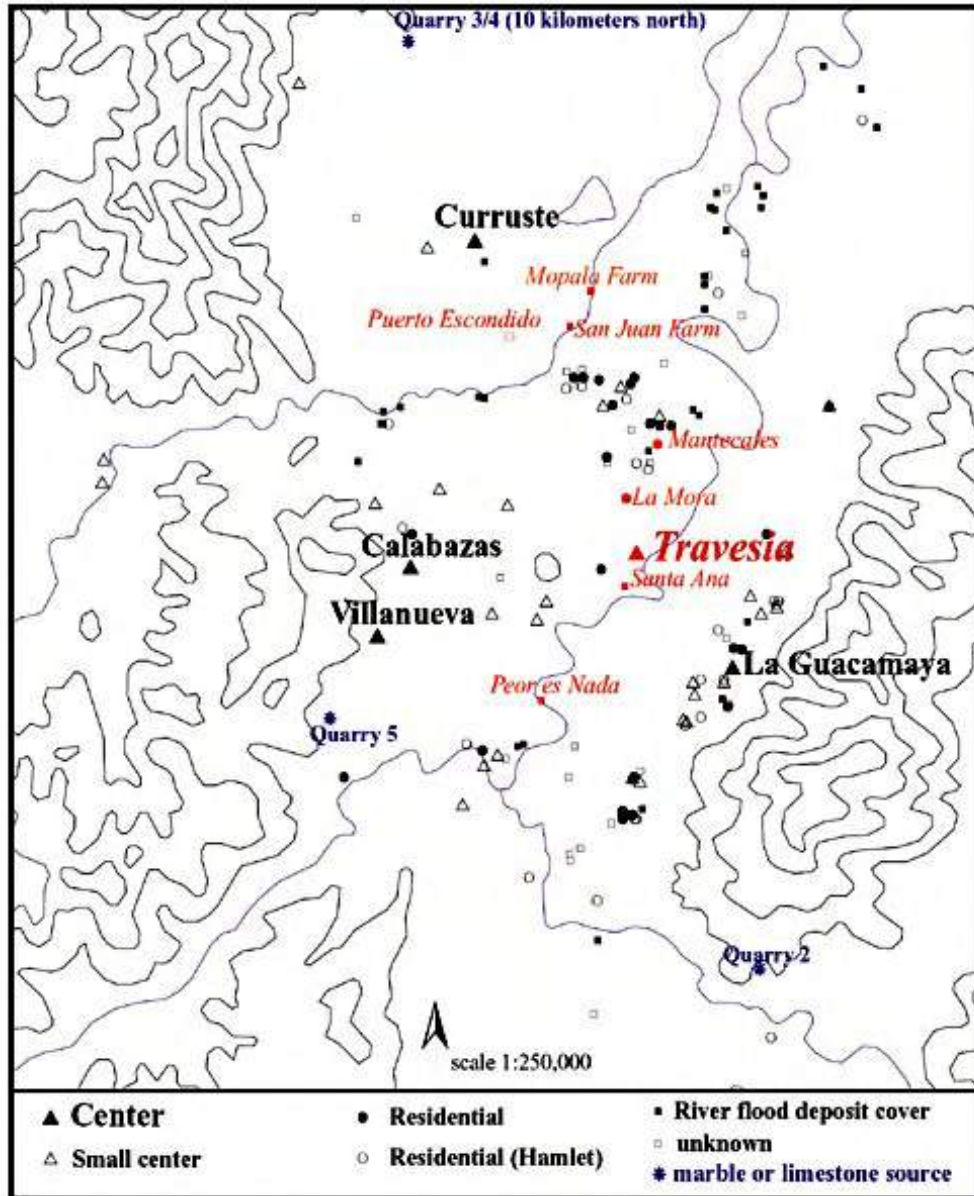 Quarry 3/4 (10 kilometers north)
Curruste
Mopala Farm
Puerto Escondido
San Juan Farm
Mantecales
La Mora
Travesia
Calabazas
Santa Ana
Villanueva
La Guacamaya
Peor es Nada
Quarry 5
Quarry 2
scale 1:250,000
Center
Residential
River flood deposit cover
unknown
Small center
Residential (Hamlet)
marble or limestone source